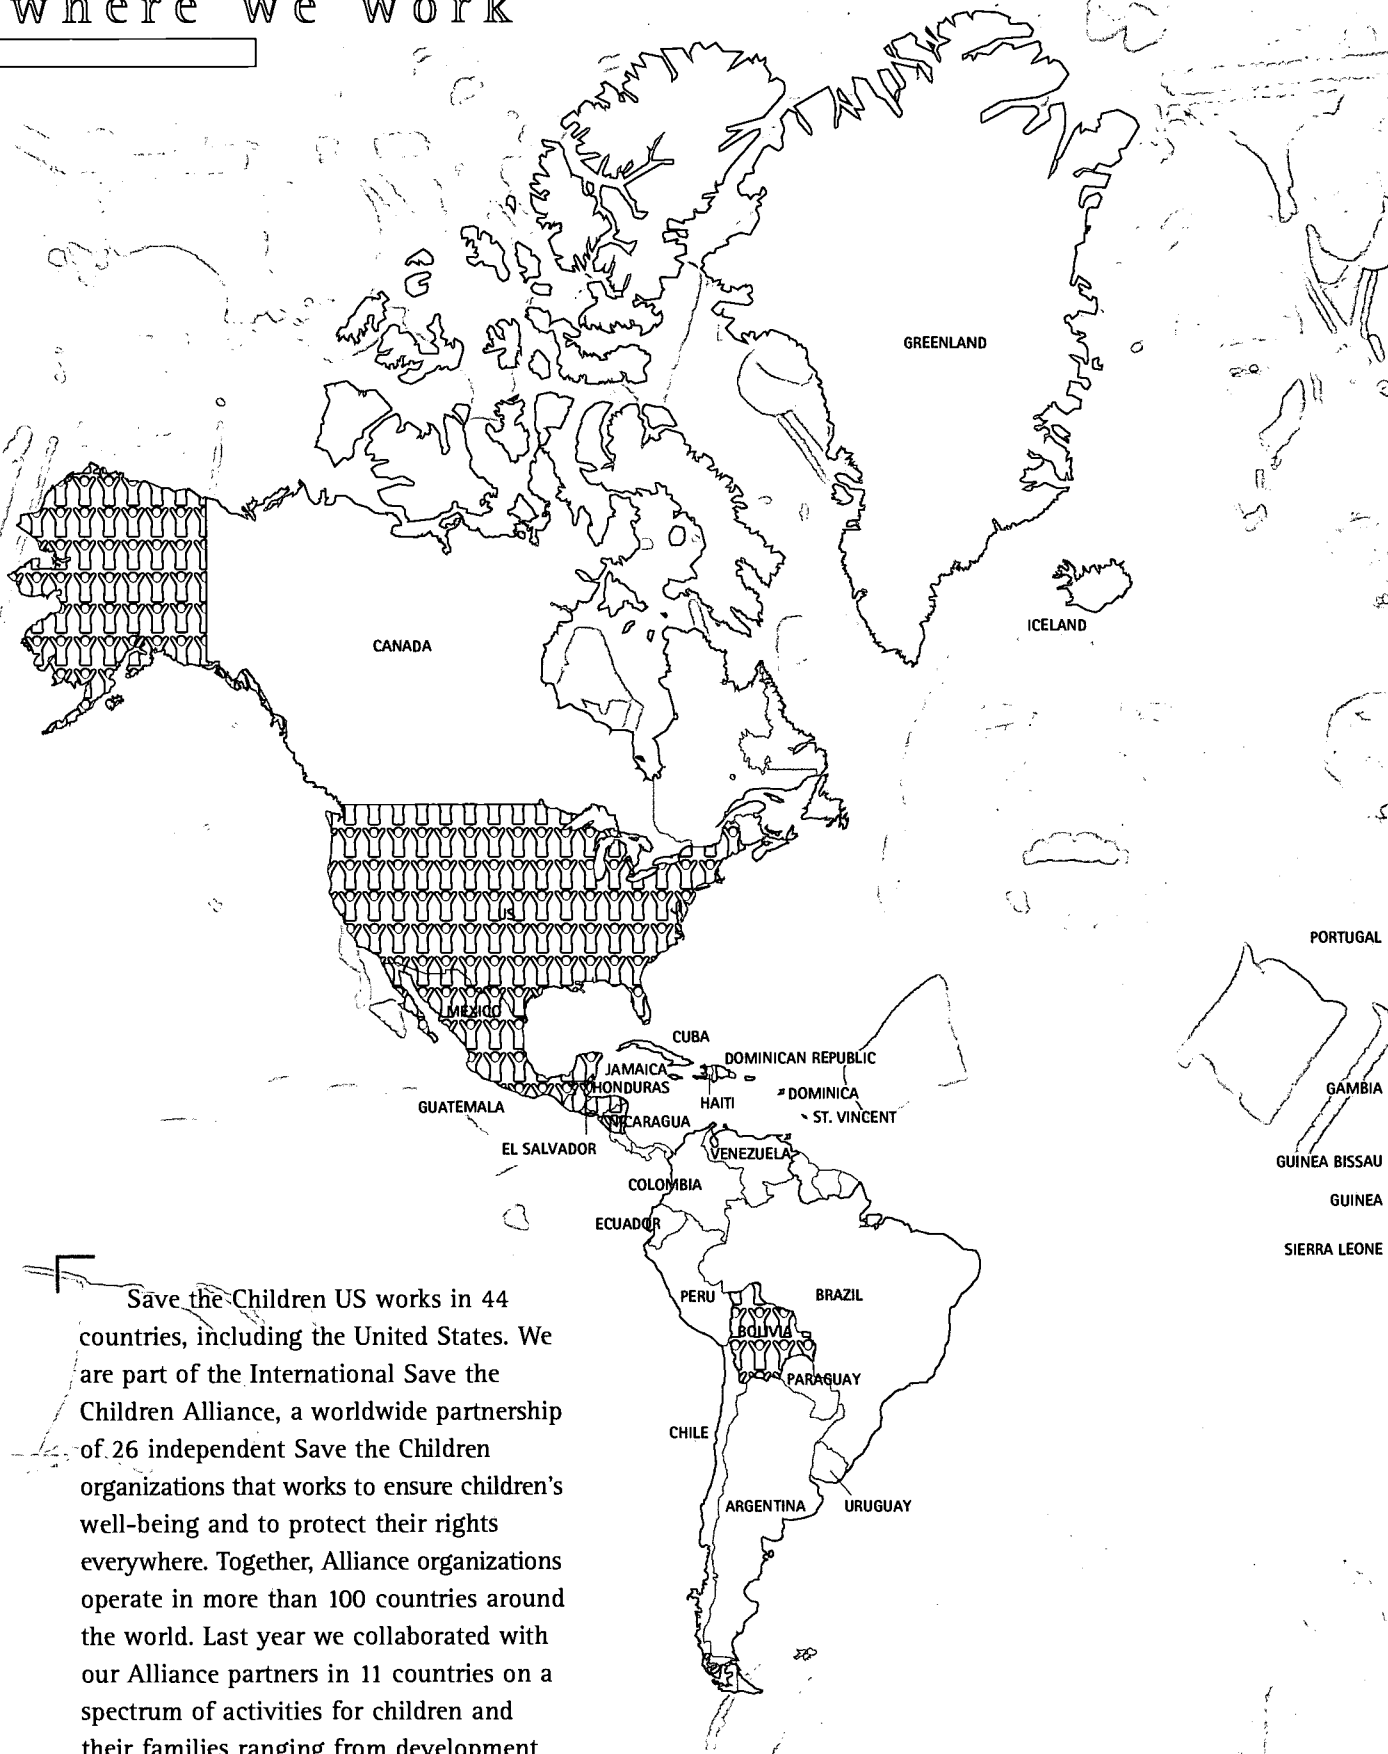 where we work
GREENLAND
ICELAND
CANADA
US
PORTUGAL
MEXICO
CUBA
DOMINICAN REPUBLIC
JAMAICA
HONDURAS
GAMBIA
DOMINICA
HAITI
GUATEMALA
ST. VINCENT
NICARAGUA
EL SALVADOR
VENEZUELA
GUINEA BISSAU
COLOMBIA
GUINEA
ECUADOR
SIERRA LEONE
PERU
BRAZIL
BOLIVIA
PARAGUAY
CHILE
ARGENTINA
URUGUAY
Save the Children US works in 44
countries, including the United States. We
are part of the International Save the
Children Alliance, a worldwide partnership
of 26 independent Save the Children
organizations that works to ensure children's
well-being and to protect their rights
everywhere. Together, Alliance organizations
operate in more than 100 countries around
the world. Last year we collaborated with
our Alliance partners in 11 countries on a
spectrum of activities for children and
their families ranging from development